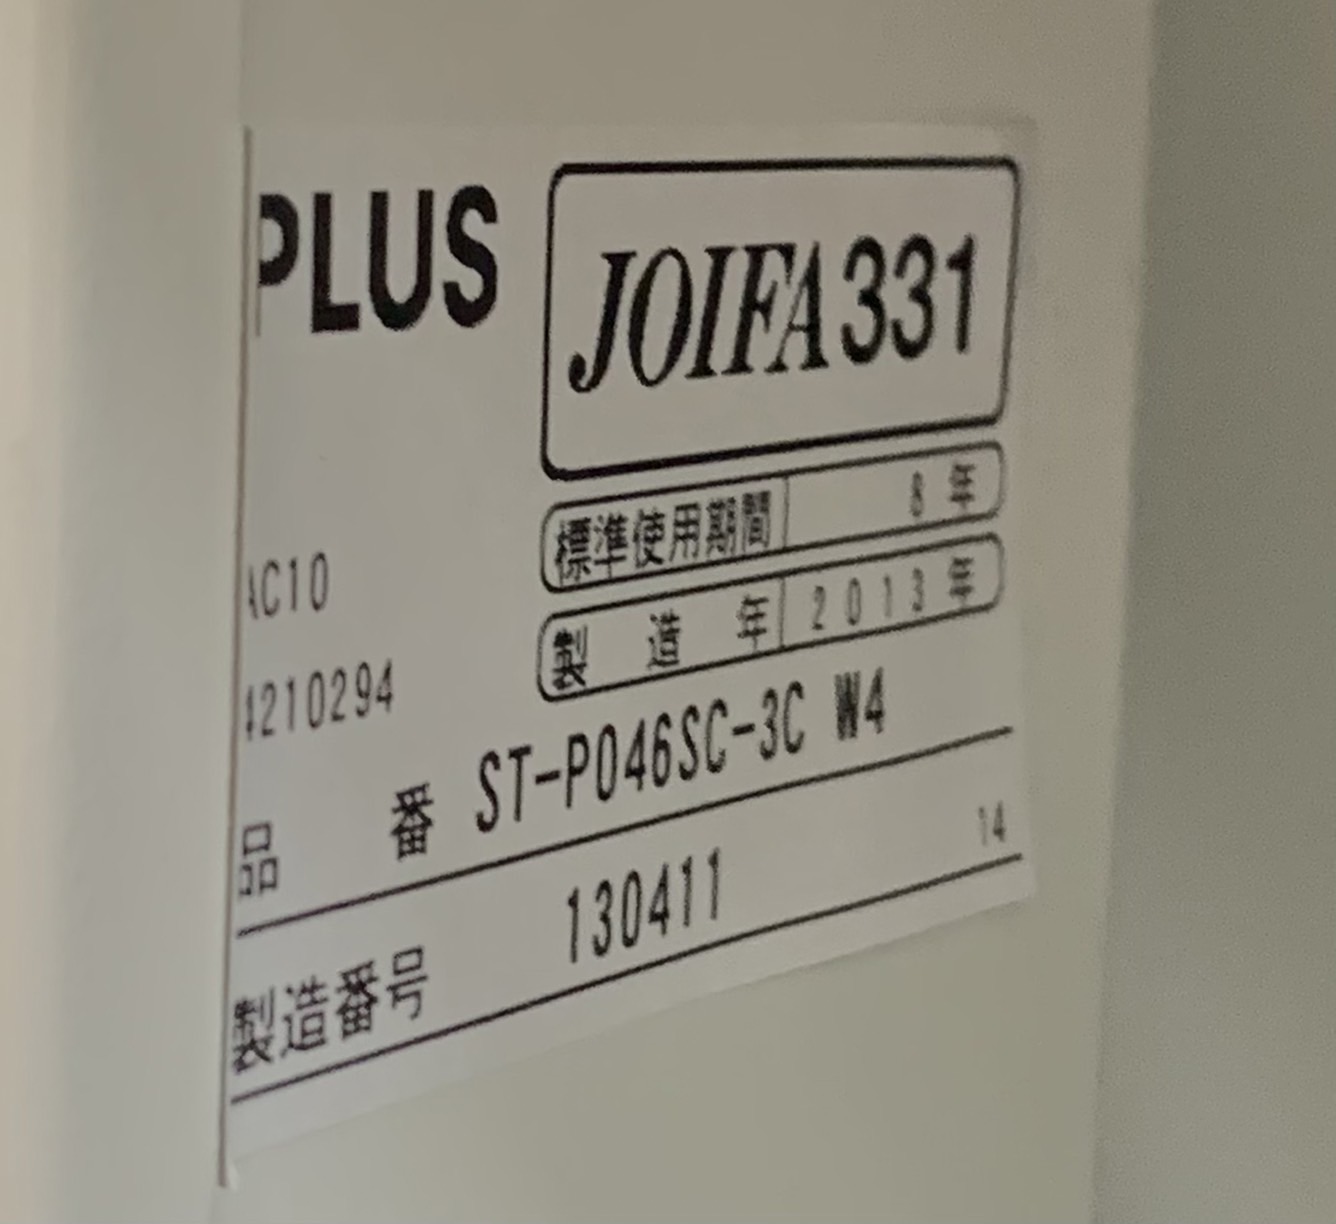 PLUS
JOIFA331
標準使用期間 8年
製造年 2013年
AC10
4210294
品番 ST-P046SC-3C W4
14
製造番号 130411